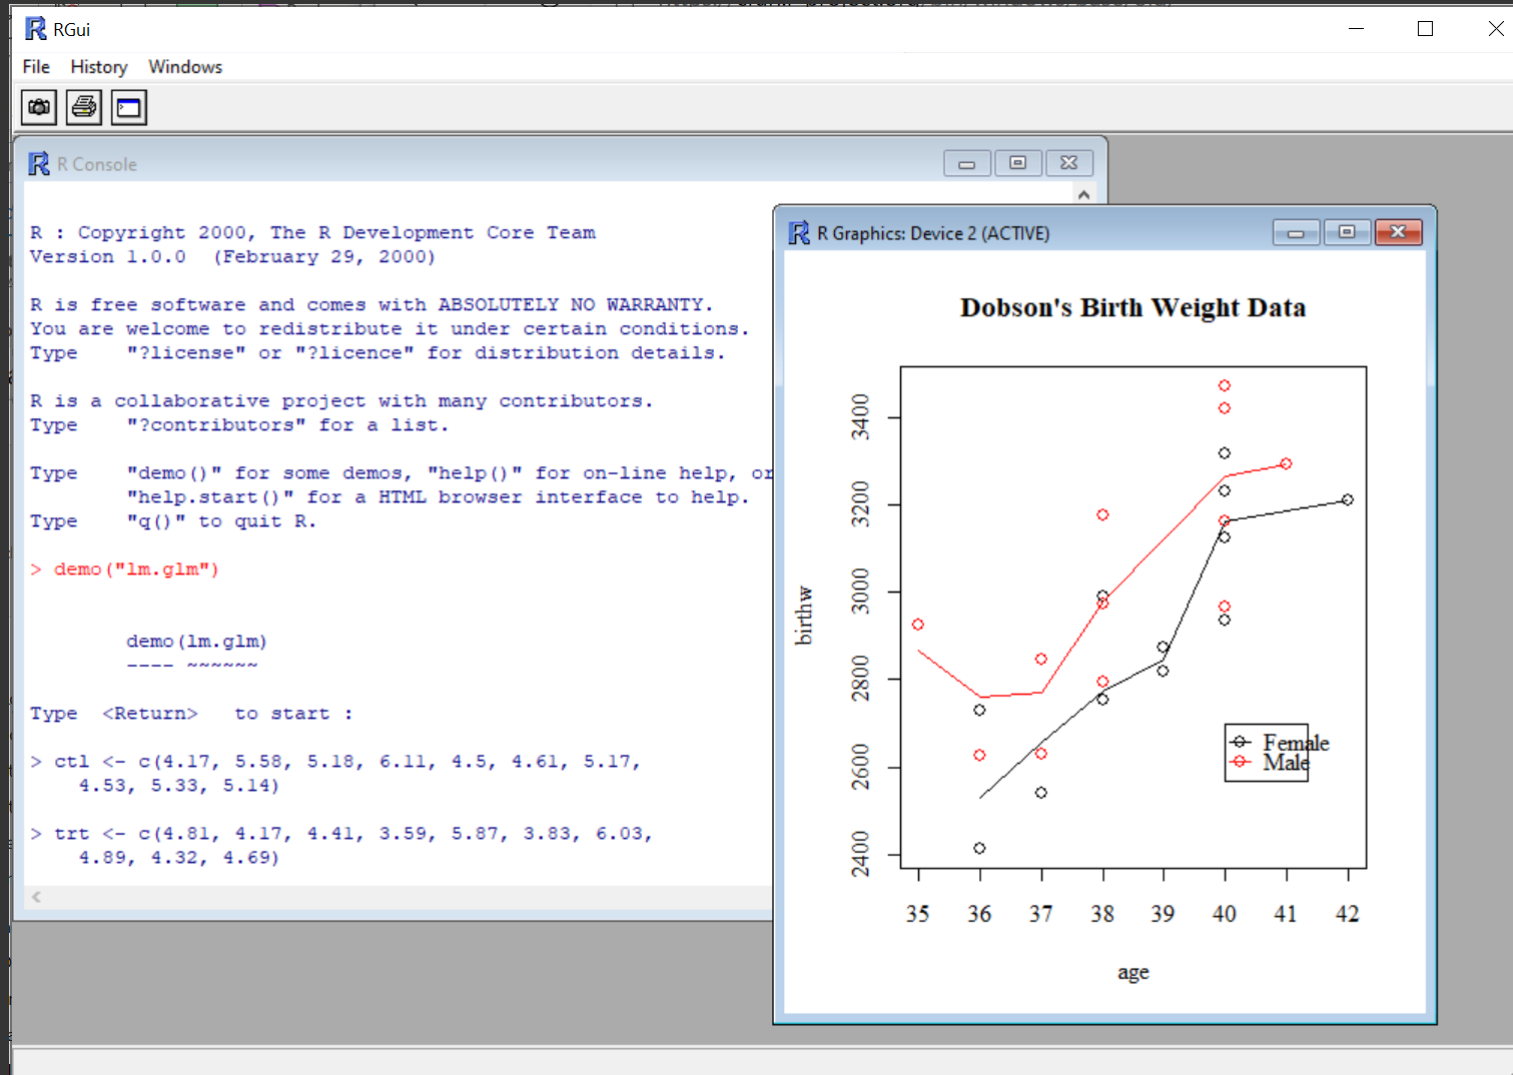 RGui
File History Windows
R Console
R : Copyright 2000, The R Development Core Team
Version 1.0.0  (February 29, 2000)
R is free software and comes with ABSOLUTELY NO WARRANTY.
You are welcome to redistribute it under certain conditions.
Type    "?license" or "?licence" for distribution details.
R is a collaborative project with many contributors.
Type    "?contributors" for a list.
Type    "demo()" for some demos, "help()" for on-line help, or
"help.start()" for a HTML browser interface to help.
Type    "q()" to quit R.
> demo("lm.glm")
demo(lm.glm)
---- ~~~~~~
Type  <Return>   to start :
> ctl <- c(4.17, 5.58, 5.18, 6.11, 4.5, 4.61, 5.17,
4.53, 5.33, 5.14)
> trt <- c(4.81, 4.17, 4.41, 3.59, 5.87, 3.83, 6.03,
4.89, 4.32, 4.69)
R Graphics: Device 2 (ACTIVE)
Dobson's Birth Weight Data
birthw
3400
3200
3000
2800
2600
2400
Female
Male
35 36 37 38 39 40 41 42
age